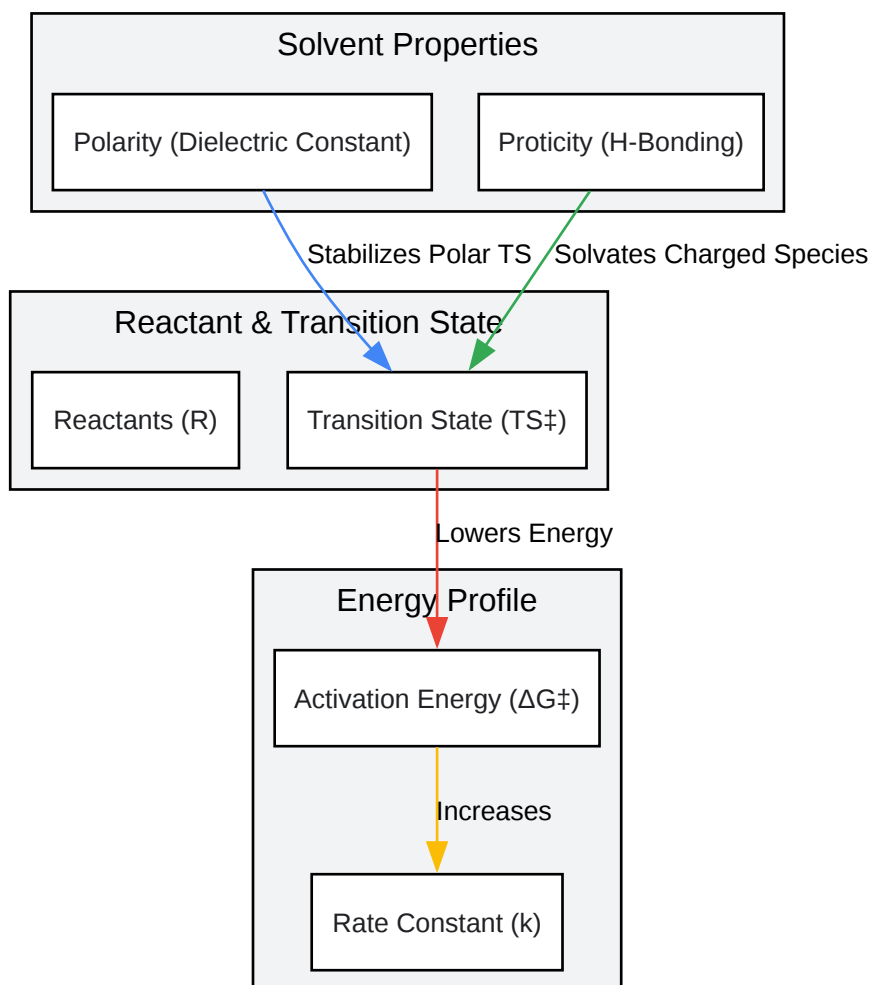 Solvent Properties
Polarity (Dielectric Constant)
Proticity (H-Bonding)
Stabilizes Polar TS
Solvates Charged Species
Reactant & Transition State
Reactants (R)
Transition State (TS‡)
Lowers Energy
Energy Profile
Activation Energy (ΔG‡)
Increases
Rate Constant (k)